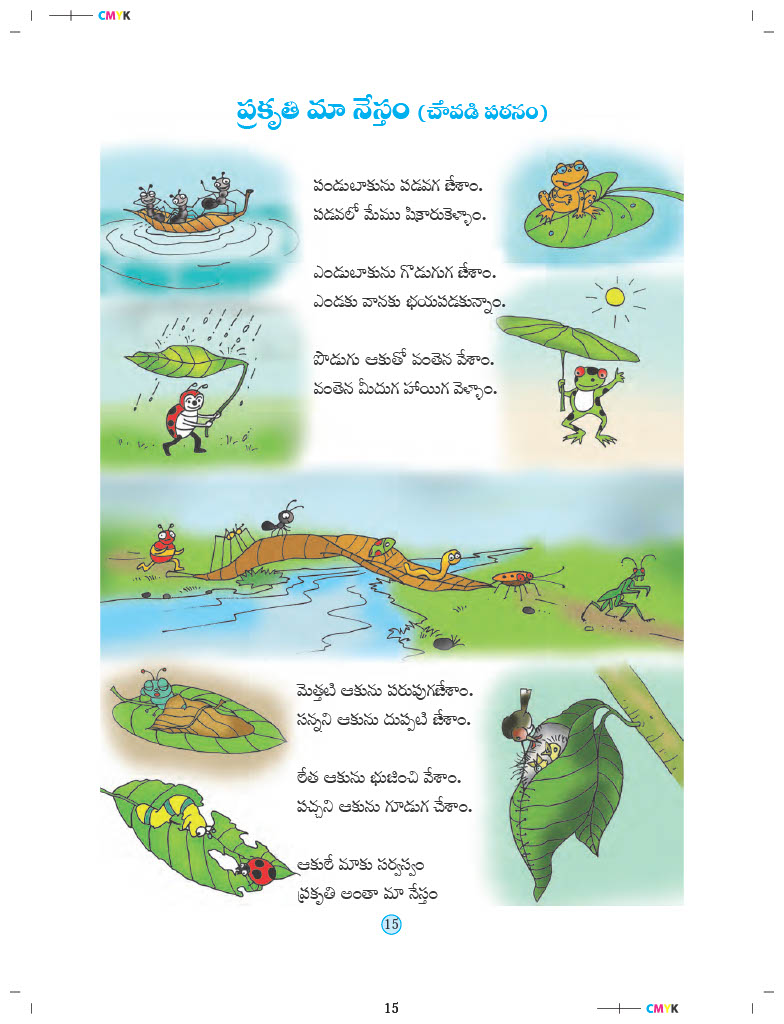 CMYK
ప్రకృతి మా నేస్తం (చావడి పఠనం)
పండుబాకును పడవగ జేశాం.
పడవలో మేము షికారుకెళ్ళాం.
ఎండుబాకును గొడుగుగ జేశాం.
ఎండకు వానకు భయపడకున్నాం.
పొడుగు ఆకుతో వంతెన వేశాం.
వంతెన మీదుగ హాయిగ వెళ్ళాం.
మెత్తటి ఆకును పరుపుగజేశాం.
సన్నని ఆకును దుప్పటి జేశాం.
లేత ఆకును భుజించి వేశాం.
పచ్చని ఆకును గూడుగ చేశాం.
ఆకులే మాకు సర్వస్వం
ప్రకృతి అంతా మా నేస్తం
15
15
CMYK